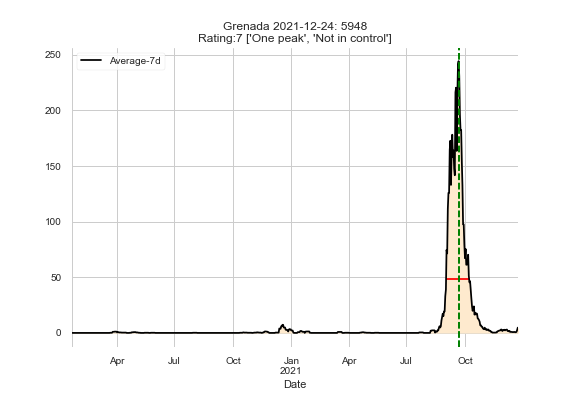 Grenada 2021-12-24: 5948
Rating:7 ['One peak', 'Not in control']
Average-7d
250
200
150
100
50
0
Apr Jul Oct Jan Apr Jul Oct
2021
Date